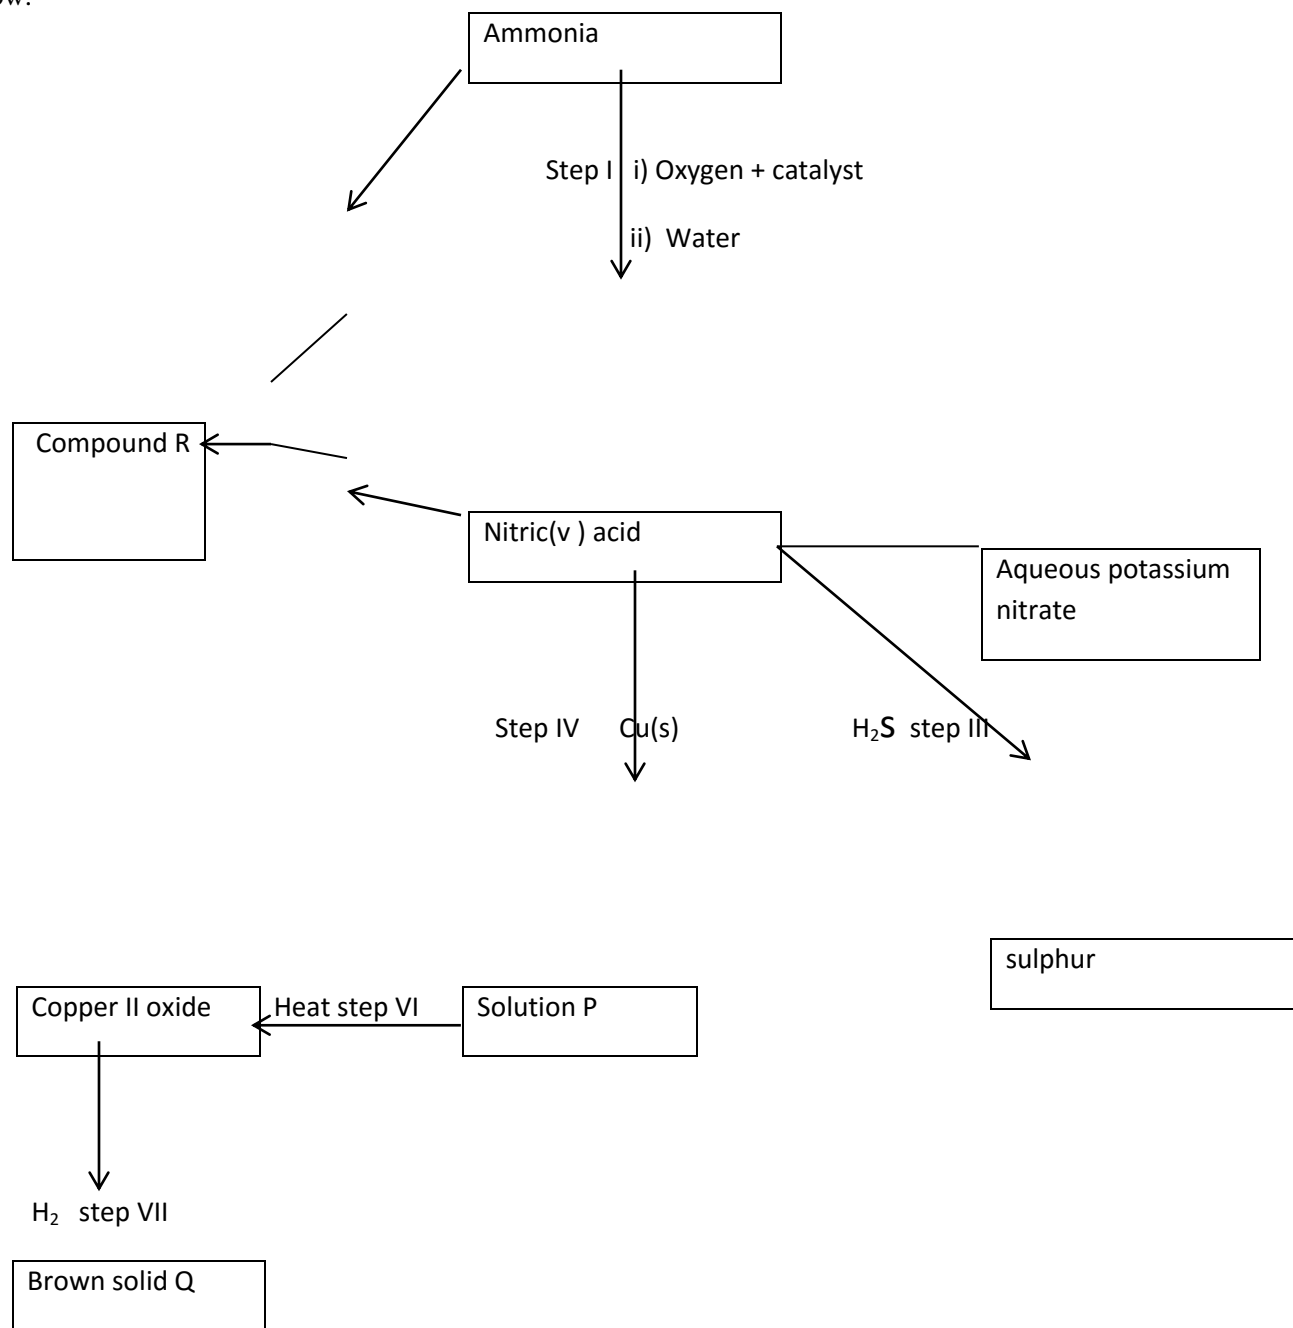 ow.
Ammonia
Step I i) Oxygen + catalyst
ii) Water
Compound R
Nitric(v ) acid
Aqueous potassium
nitrate
Step IV Cu(s) H₂S step III
sulphur
Copper II oxide Heat step VI Solution P
H₂ step VII
Brown solid Q